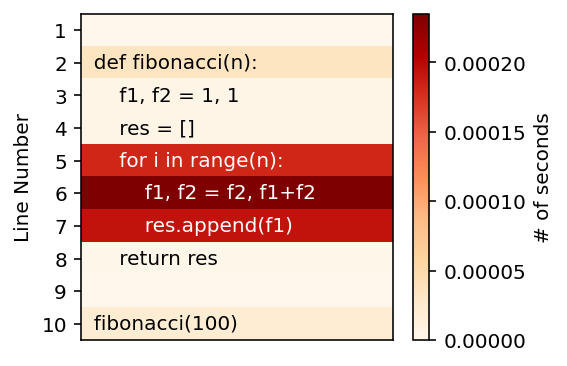 Line Number
1
2 def fibonacci(n):
3 f1, f2 = 1, 1
4 res = []
5 for i in range(n):
6 f1, f2 = f2, f1+f2
7 res.append(f1)
8 return res
9
10 fibonacci(100)
0.00020
0.00015
0.00010
0.00005
0.00000
# of seconds